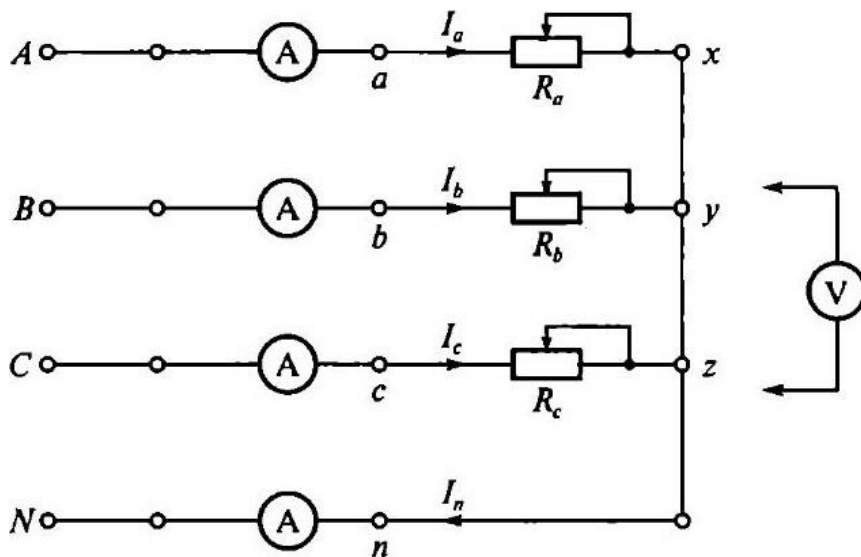 A A a I_a R_a x
B A b I_b R_b y
V
C A c I_c R_c z
N A n I_n